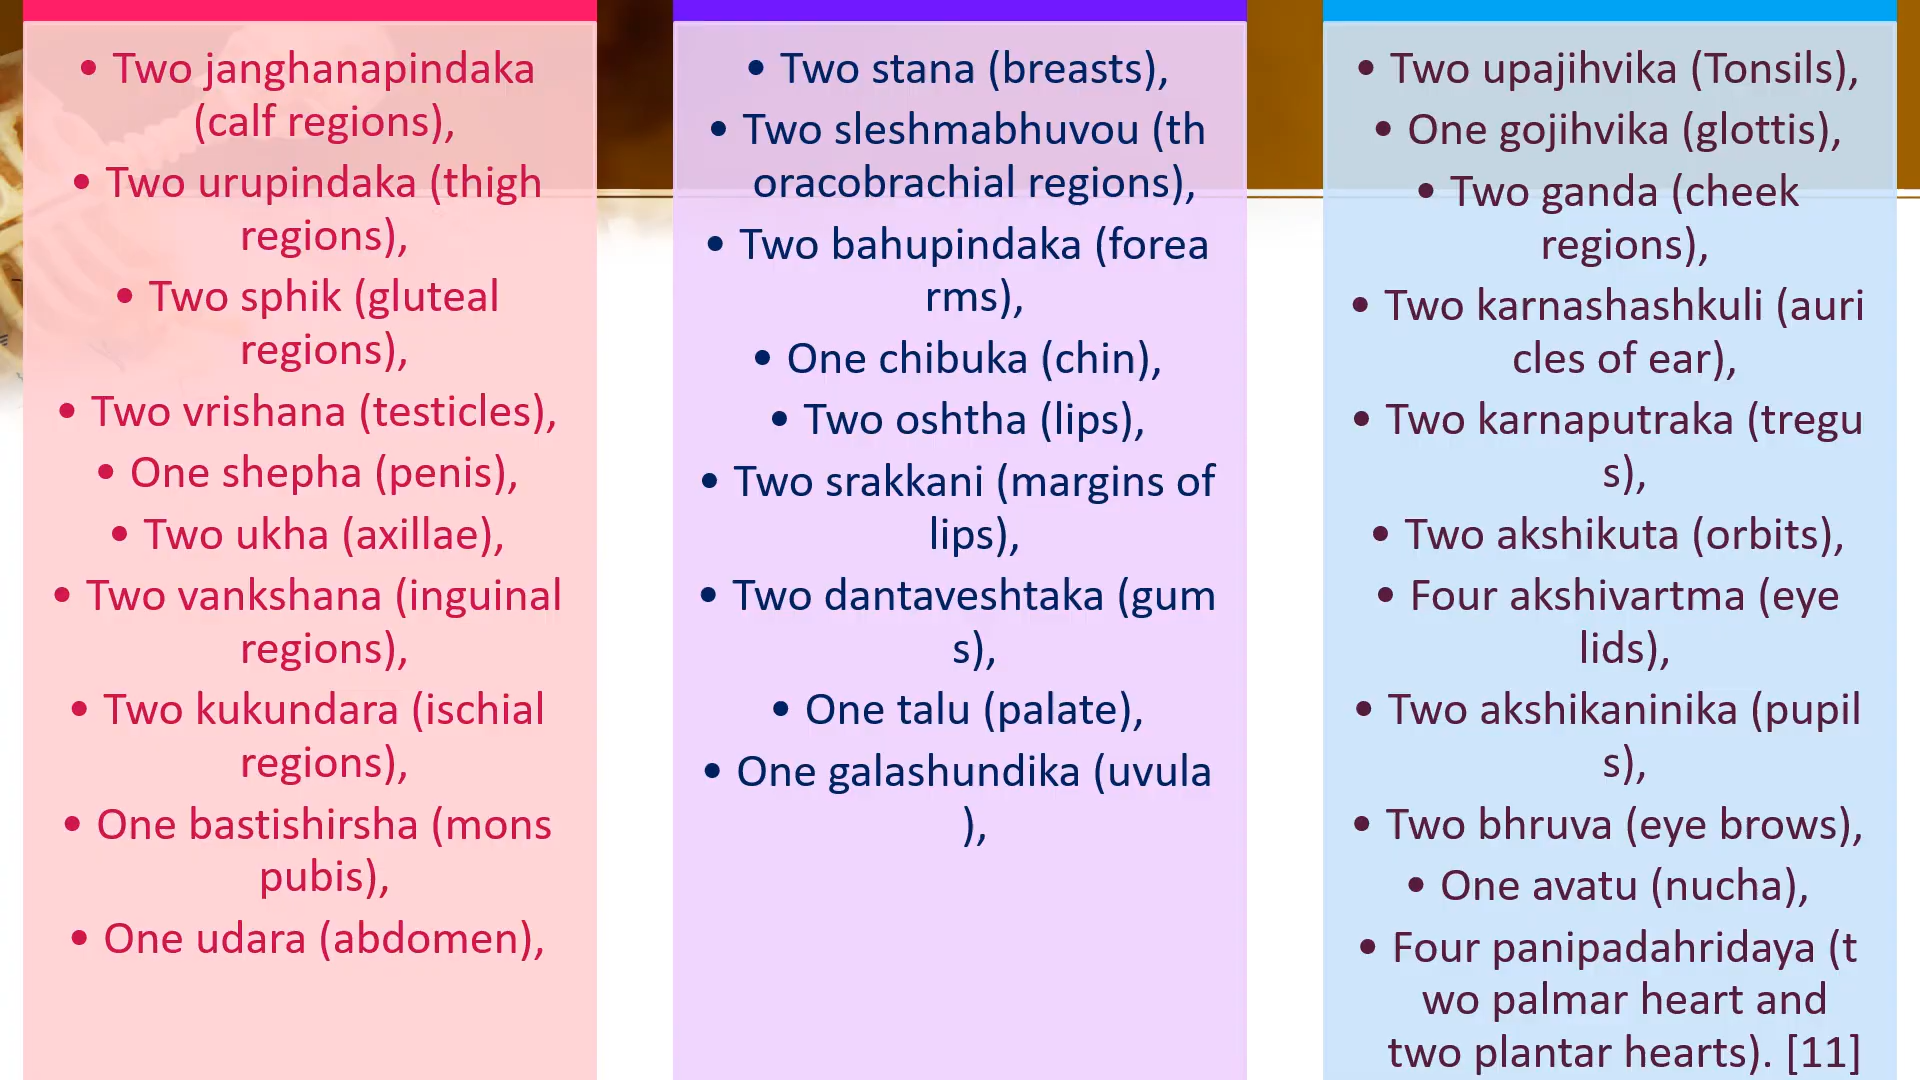 • Two janghanapindaka
(calf regions),
• Two urupindaka (thigh
regions),
• Two sphik (gluteal
regions),
• Two vrishana (testicles),
• One shepha (penis),
• Two ukha (axillae),
• Two vankshana (inguinal
regions),
• Two kukundara (ischial
regions),
• One bastishirsha (mons
pubis),
• One udara (abdomen),
• Two stana (breasts),
• Two sleshmabhuvou (th
oracobrachial regions),
• Two bahupindaka (forea
rms),
• One chibuka (chin),
• Two oshtha (lips),
• Two srakkani (margins of
lips),
• Two dantaveshtaka (gum
s),
• One talu (palate),
• One galashundika (uvula
),
• Two upajihvika (Tonsils),
• One gojihvika (glottis),
• Two ganda (cheek
regions),
• Two karnashashkuli (auri
cles of ear),
• Two karnaputraka (tregu
s),
• Two akshikuta (orbits),
• Four akshivartma (eye
lids),
• Two akshikaninika (pupil
s),
• Two bhruva (eye brows),
• One avatu (nucha),
• Four panipadahridaya (t
wo palmar heart and
two plantar hearts). [11]